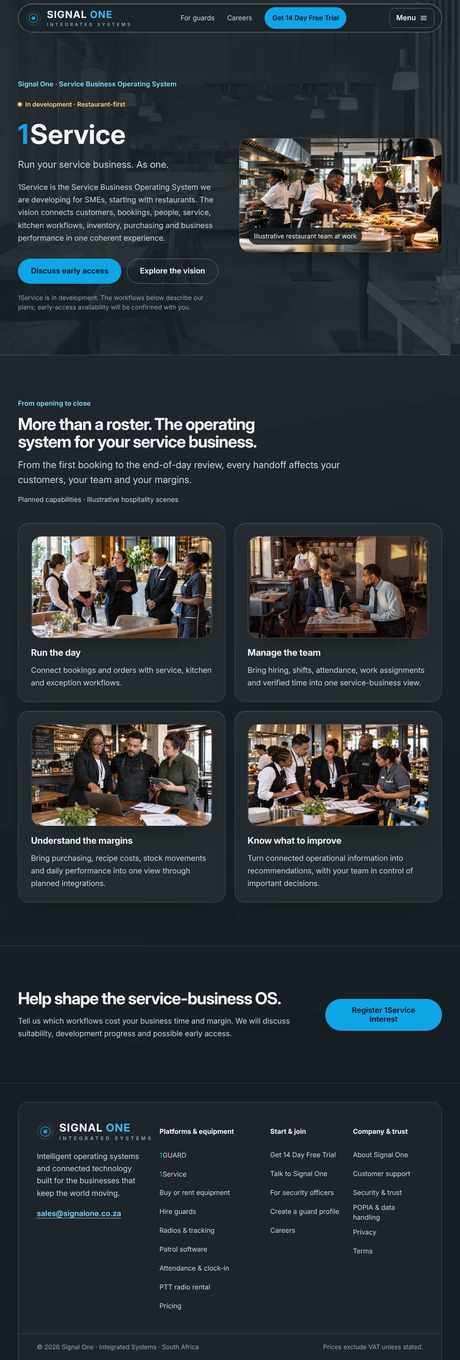 SIGNAL ONE
INTEGRATED SYSTEMS
For guards
Careers
Get 14 Day Free Trial
Menu
Signal One · Service Business Operating System
In development · Restaurant-first
1Service
Run your service business. As one.
1Service is the Service Business Operating System we
are developing for SMEs, starting with restaurants. The
vision connects customers, bookings, people, service,
kitchen workflows, inventory, purchasing and business
performance in one coherent experience.
Discuss early access
Explore the vision
1Service is in development. The workflows below describe our
plans; early-access availability will be confirmed with you.
Illustrative restaurant team at work
From opening to close
More than a roster. The operating
system for your service business.
From the first booking to the end-of-day review, every handoff affects your
customers, your team and your margins.
Planned capabilities · Illustrative hospitality scenes
Run the day
Connect bookings and orders with service, kitchen
and exception workflows.
Manage the team
Bring hiring, shifts, attendance, work assignments
and verified time into one service-business view.
Understand the margins
Bring purchasing, recipe costs, stock movements
and daily performance into one view through
planned integrations.
Know what to improve
Turn connected operational information into
recommendations, with your team in control of
important decisions.
Help shape the service-business OS.
Tell us which workflows cost your business time and margin. We will discuss
suitability, development progress and possible early access.
Register 1Service
interest
SIGNAL ONE
INTEGRATED SYSTEMS
Intelligent operating systems
and connected technology
built for the businesses that
keep the world moving.
sales@signalone.co.za
Platforms & equipment
1GUARD
1Service
Buy or rent equipment
Hire guards
Radios & tracking
Patrol software
Attendance & clock-in
PTT radio rental
Pricing
Start & join
Get 14 Day Free Trial
Talk to Signal One
For security officers
Create a guard profile
Careers
Company & trust
About Signal One
Customer support
Security & trust
POPIA & data
handling
Privacy
Terms
© 2026 Signal One · Integrated Systems · South Africa
Prices exclude VAT unless stated.